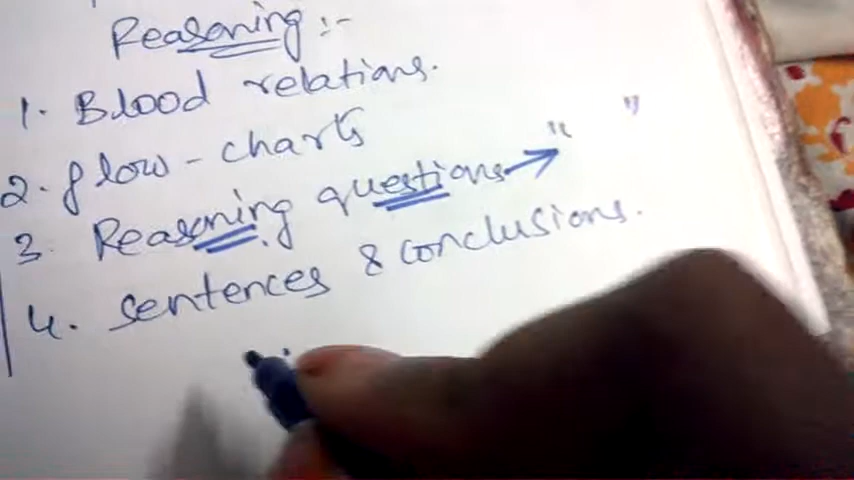 Reasoning :-
1. Blood relations.
2. flow - charts
3. Reasoning questions → " "
4. sentences & conclusions.